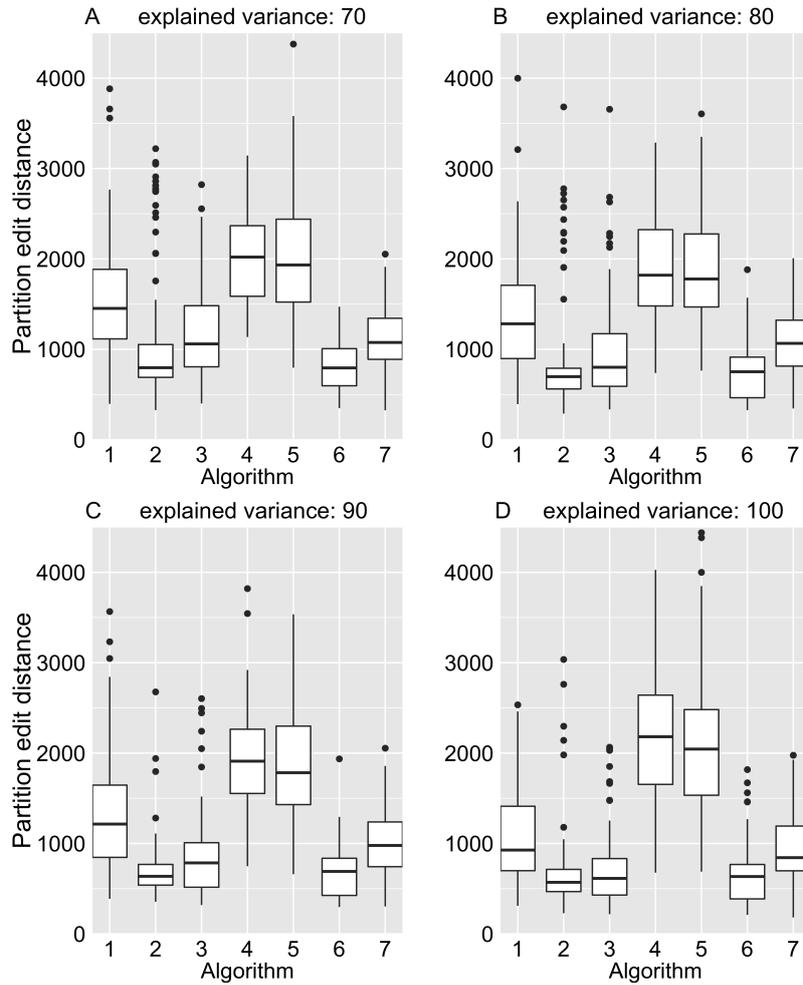 A explained variance: 70
Partition edit distance
4000
3000
2000
1000
0
1 2 3 4 5 6 7
Algorithm
B explained variance: 80
4000
3000
2000
1000
0
1 2 3 4 5 6 7
Algorithm
C explained variance: 90
Partition edit distance
4000
3000
2000
1000
0
1 2 3 4 5 6 7
Algorithm
D explained variance: 100
4000
3000
2000
1000
0
1 2 3 4 5 6 7
Algorithm